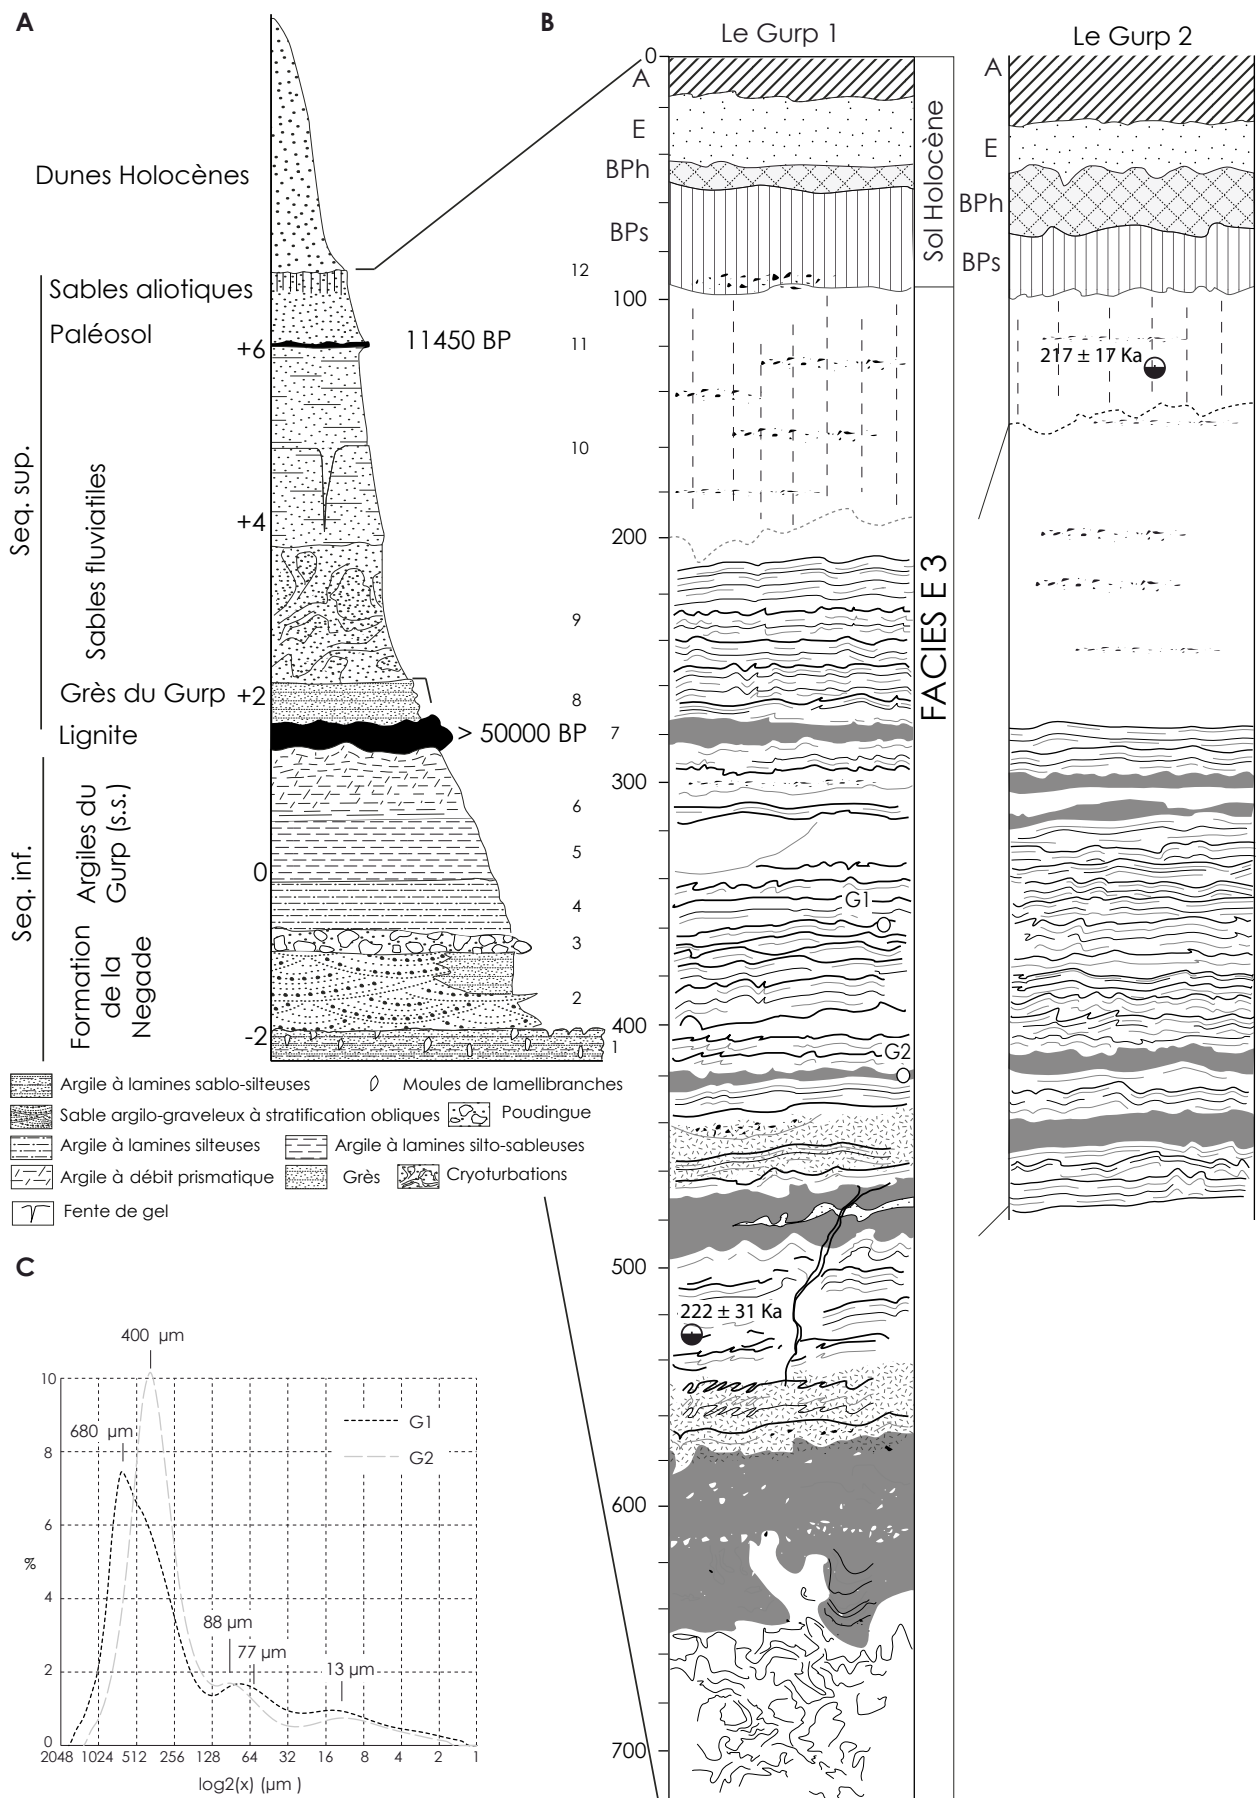 A
Dunes Holocènes
Sables aliotiques
Paléosol
11450 BP
+6
+4
+2
0
-2
Seq. sup.
Sables fluviatiles
Grès du Gurp
Lignite
> 50000 BP
Seq. inf.
Argiles du
Gurp (s.s.)
Formation
de la
Negade
12
11
10
9
8
7
6
5
4
3
2
1
Argile à lamines sablo-silteuses
Moules de lamellibranches
Sable argilo-graveleux à stratification obliques
Poudingue
Argile à lamines silteuses
Argile à lamines silto-sableuses
Argile à débit prismatique
Grès
Cryoturbations
Fente de gel
B
Le Gurp 1
Le Gurp 2
0
A
E
BPh
BPs
100
200
300
400
500
600
700
Sol Holocène
FACIES E 3
G1
G2
222 ± 31 Ka
A
E
BPh
BPs
217 ± 17 Ka
C
400 µm
680 µm
88 µm
77 µm
13 µm
G1
G2
10
8
6
%
4
2
0
2048 1024 512 256 128 64 32 16 8 4 2 1
log2(x) (µm )